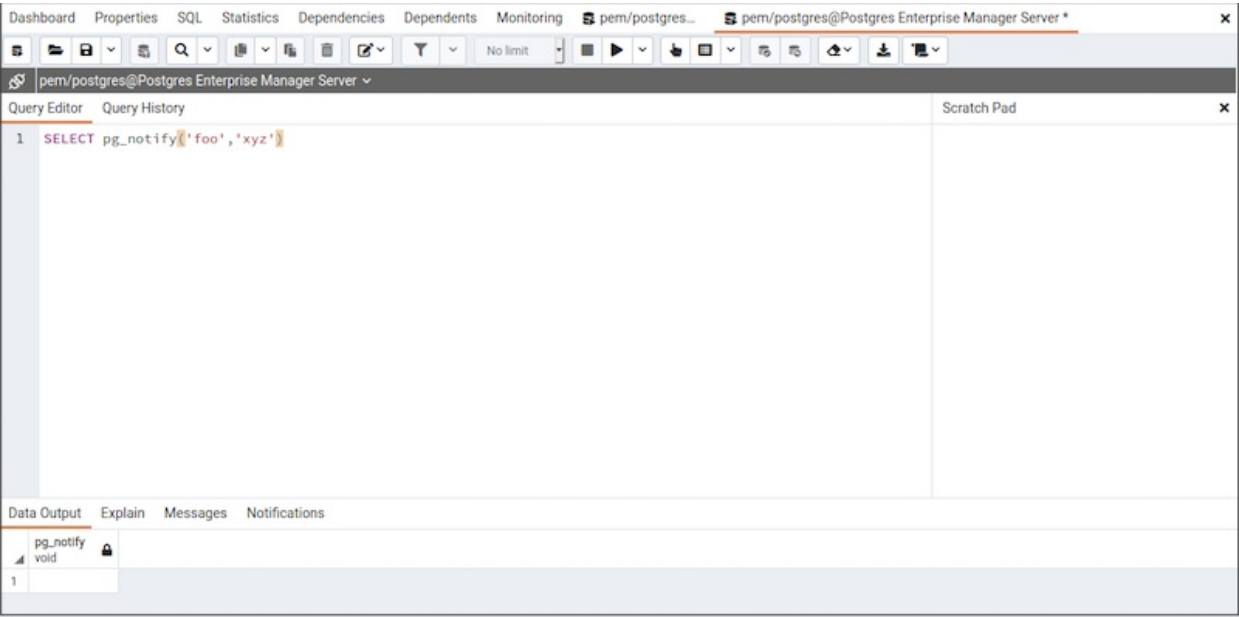 Dashboard Properties SQL Statistics Dependencies Dependents Monitoring pem/postgres... pem/postgres@Postgres Enterprise Manager Server *
No limit
pem/postgres@Postgres Enterprise Manager Server
Query Editor Query History Scratch Pad
1 SELECT pg_notify('foo','xyz')
Data Output Explain Messages Notifications
pg_notify
void
1